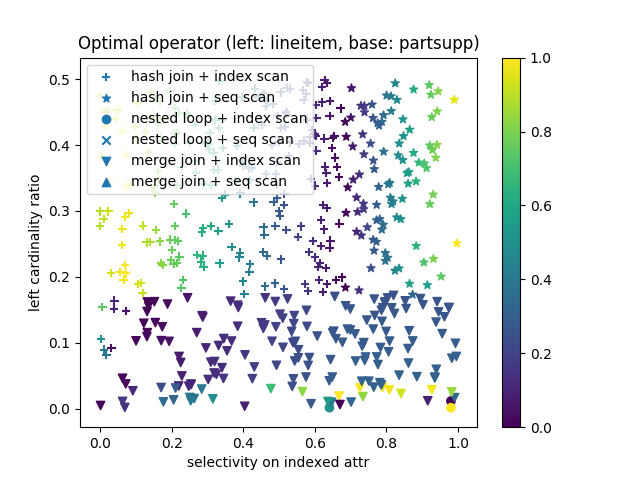 Optimal operator (left: lineitem, base: partsupp)
hash join + index scan
hash join + seq scan
nested loop + index scan
nested loop + seq scan
merge join + index scan
merge join + seq scan
left cardinality ratio
0.5
0.4
0.3
0.2
0.1
0.0
0.0 0.2 0.4 0.6 0.8 1.0
selectivity on indexed attr
1.0
0.8
0.6
0.4
0.2
0.0